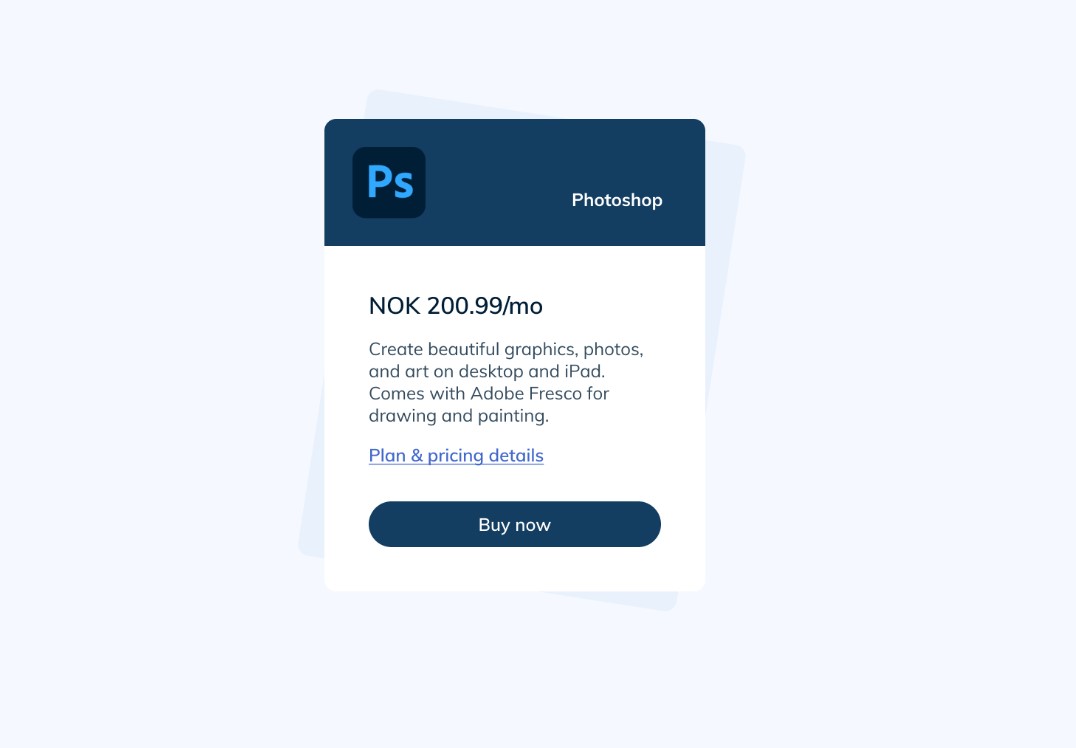 Ps
Photoshop
NOK 200.99/mo
Create beautiful graphics, photos,
and art on desktop and iPad.
Comes with Adobe Fresco for
drawing and painting.
Plan & pricing details
Buy now